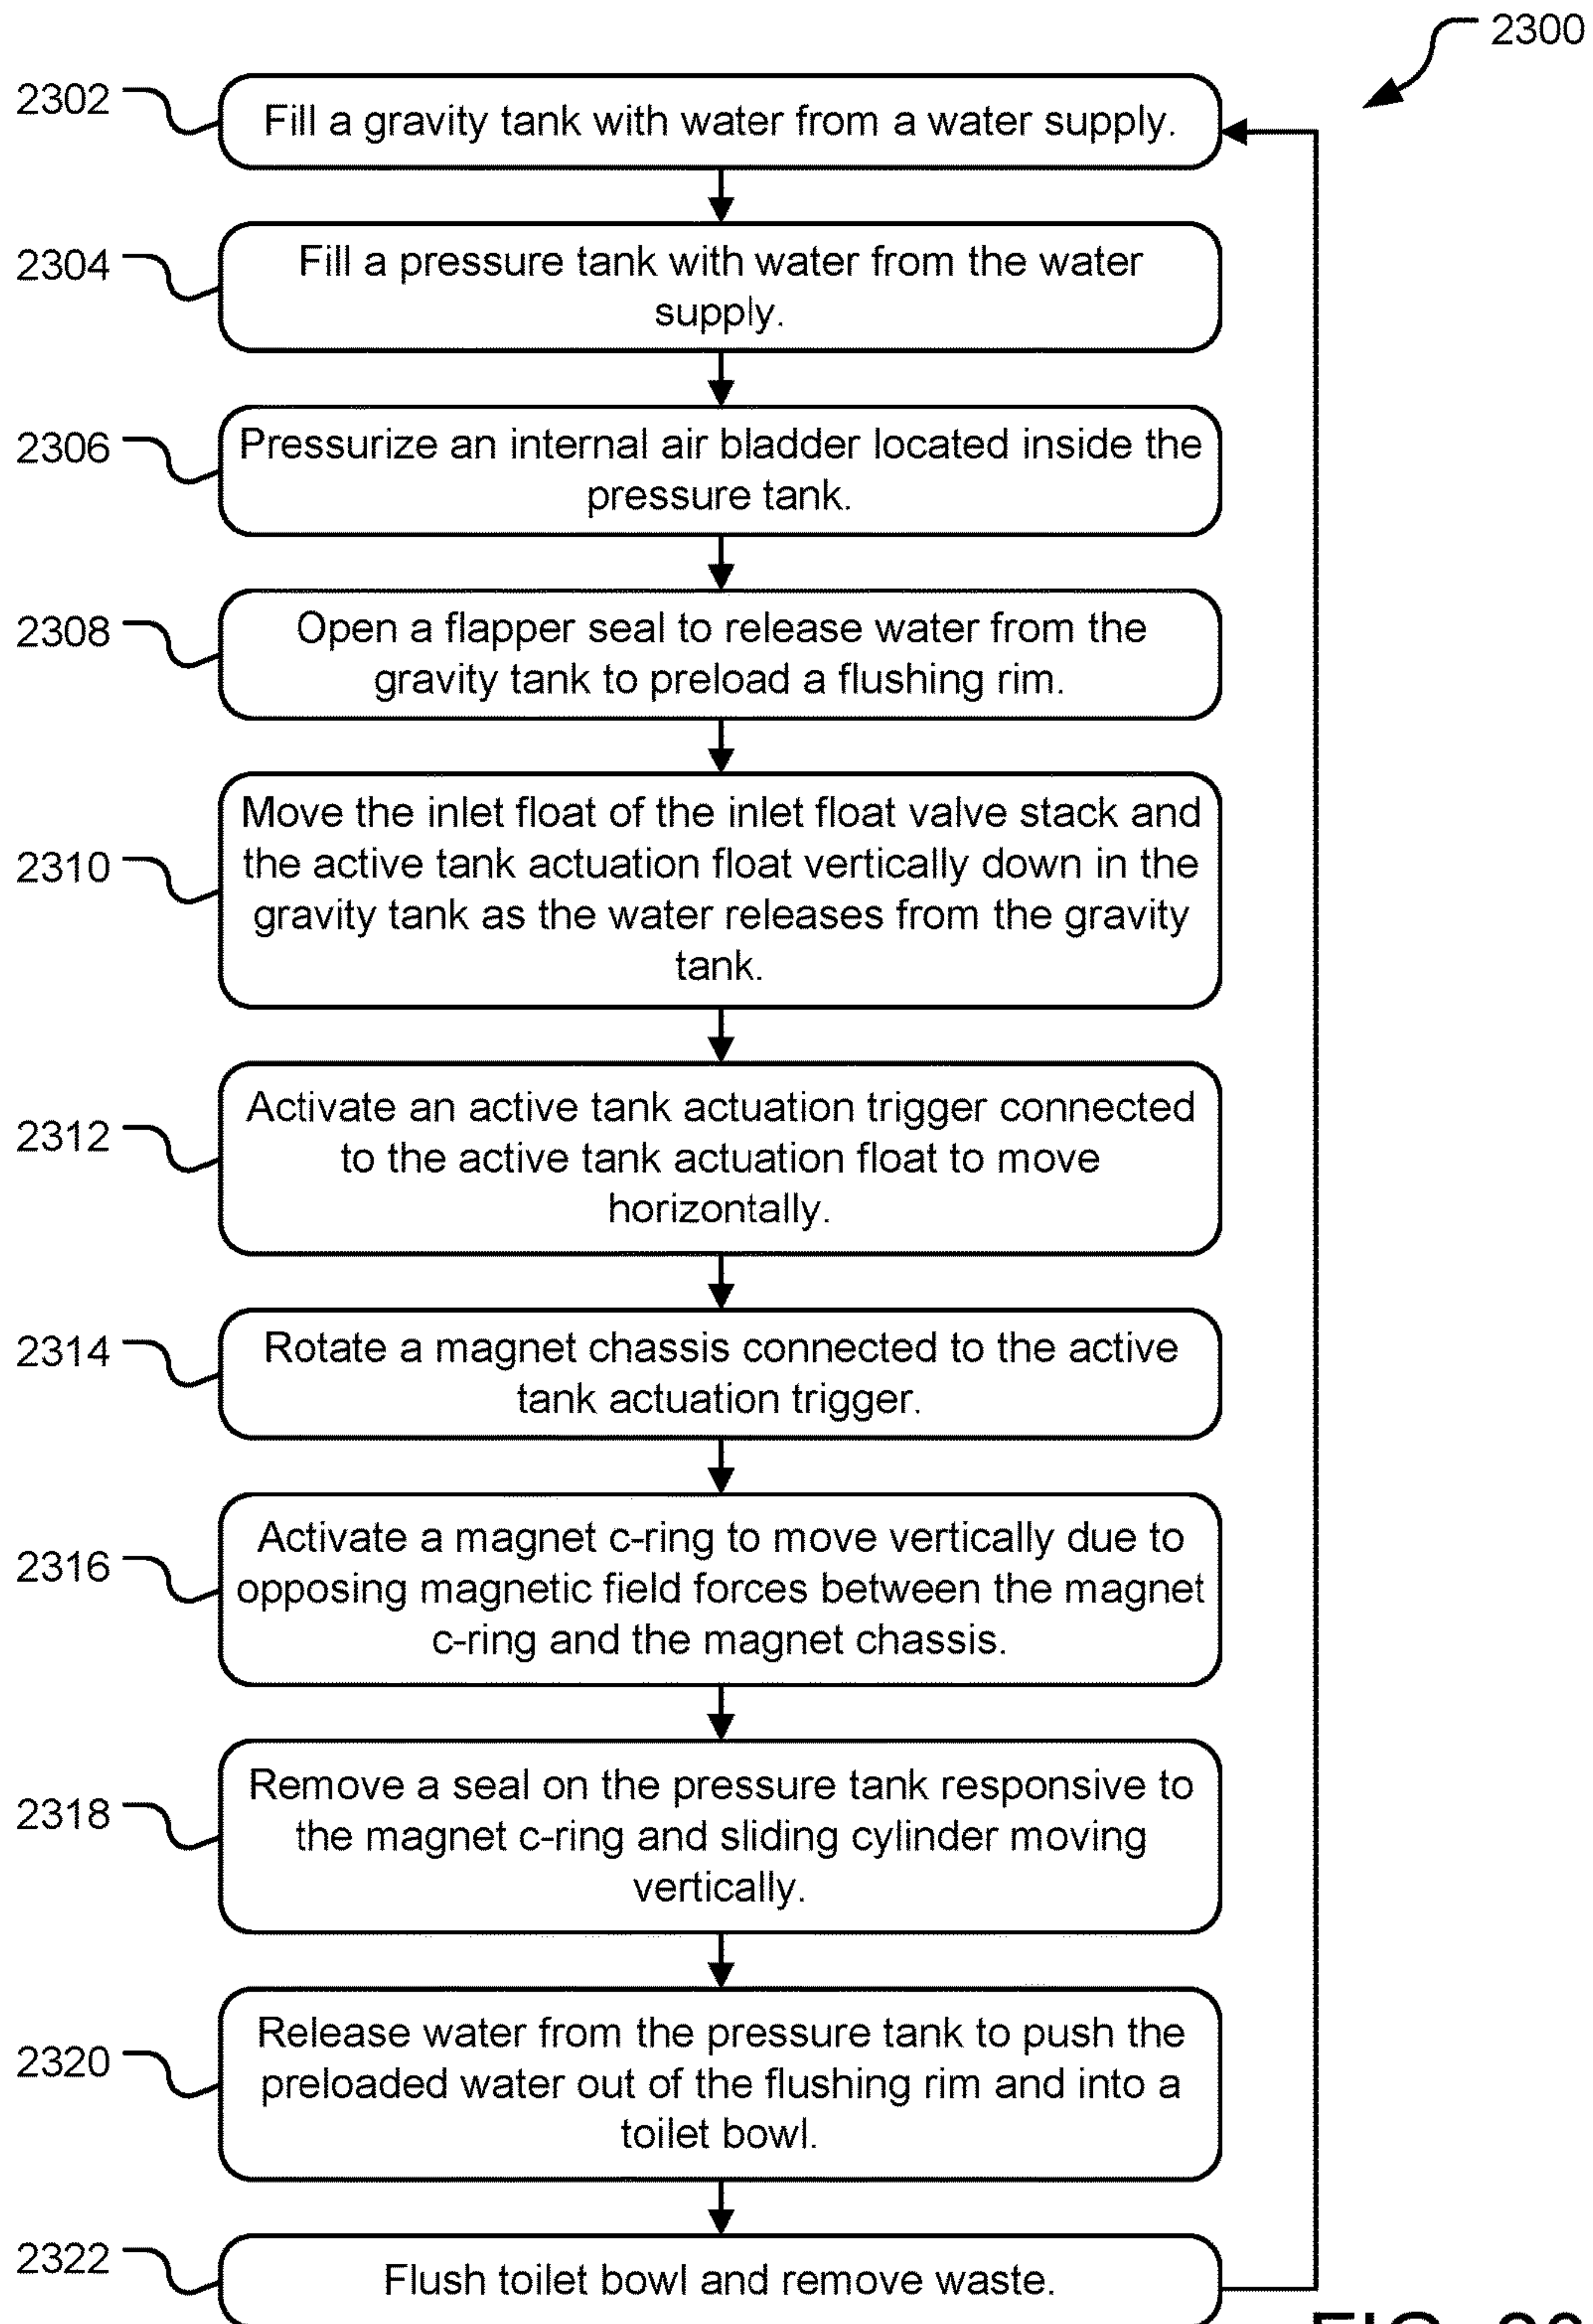 2300
2302
Fill a gravity tank with water from a water supply.
2304
Fill a pressure tank with water from the water
supply.
2306
Pressurize an internal air bladder located inside the
pressure tank.
2308
Open a flapper seal to release water from the
gravity tank to preload a flushing rim.
2310
Move the inlet float of the inlet float valve stack and
the active tank actuation float vertically down in the
gravity tank as the water releases from the gravity
tank.
2312
Activate an active tank actuation trigger connected
to the active tank actuation float to move
horizontally.
2314
Rotate a magnet chassis connected to the active
tank actuation trigger.
2316
Activate a magnet c-ring to move vertically due to
opposing magnetic field forces between the magnet
c-ring and the magnet chassis.
2318
Remove a seal on the pressure tank responsive to
the magnet c-ring and sliding cylinder moving
vertically.
2320
Release water from the pressure tank to push the
preloaded water out of the flushing rim and into a
toilet bowl.
2322
Flush toilet bowl and remove waste.